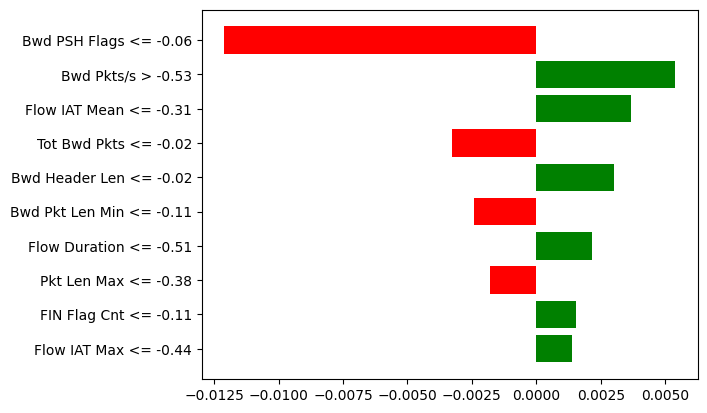 Bwd PSH Flags <= -0.06
Bwd Pkts/s > -0.53
Flow IAT Mean <= -0.31
Tot Bwd Pkts <= -0.02
Bwd Header Len <= -0.02
Bwd Pkt Len Min <= -0.11
Flow Duration <= -0.51
Pkt Len Max <= -0.38
FIN Flag Cnt <= -0.11
Flow IAT Max <= -0.44
−0.0125 −0.0100 −0.0075 −0.0050 −0.0025 0.0000 0.0025 0.0050